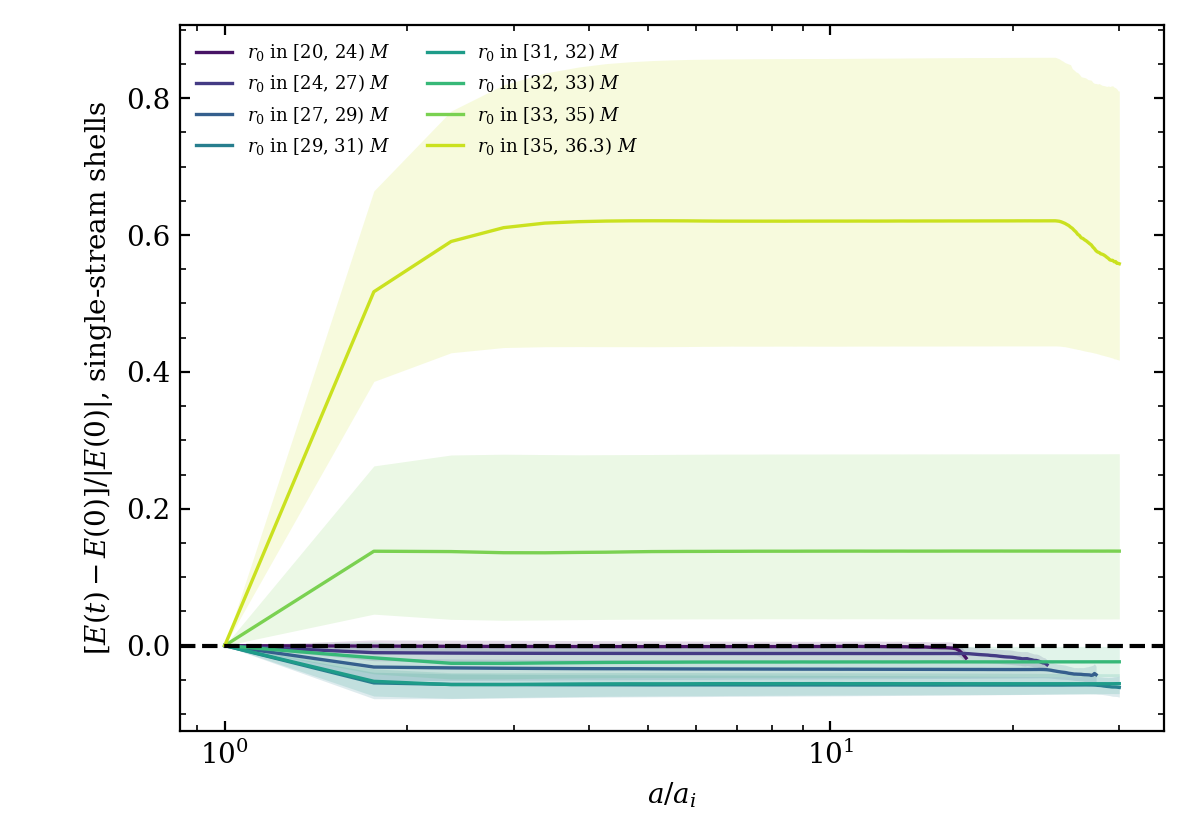 [E(t) − E(0)]/|E(0)|, single-stream shells
r₀ in [20, 24) M
r₀ in [24, 27) M
r₀ in [27, 29) M
r₀ in [29, 31) M
r₀ in [31, 32) M
r₀ in [32, 33) M
r₀ in [33, 35) M
r₀ in [35, 36.3) M
0.8
0.6
0.4
0.2
0.0
10⁰
10¹
a/aᵢ